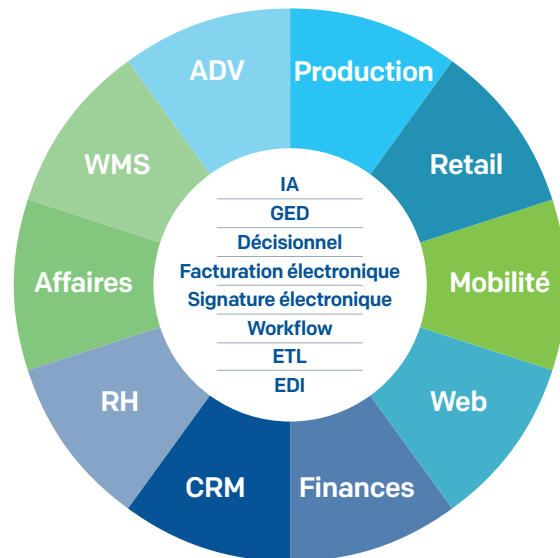 ADV
Production
WMS
Retail
IA
GED
Décisionnel
Facturation électronique
Signature électronique
Workflow
ETL
EDI
Affaires
Mobilité
RH
Web
CRM
Finances